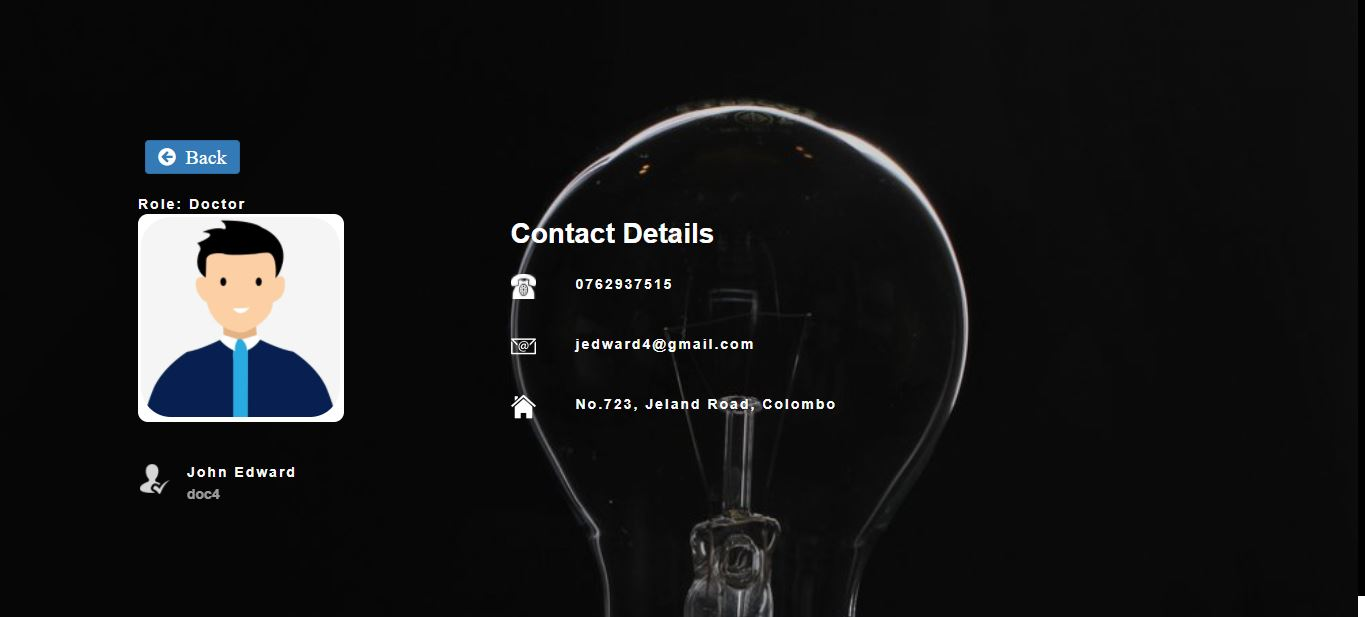 Back
Role: Doctor
Contact Details
0762937515
jedward4@gmail.com
No.723, Jeland Road, Colombo
John Edward
doc4